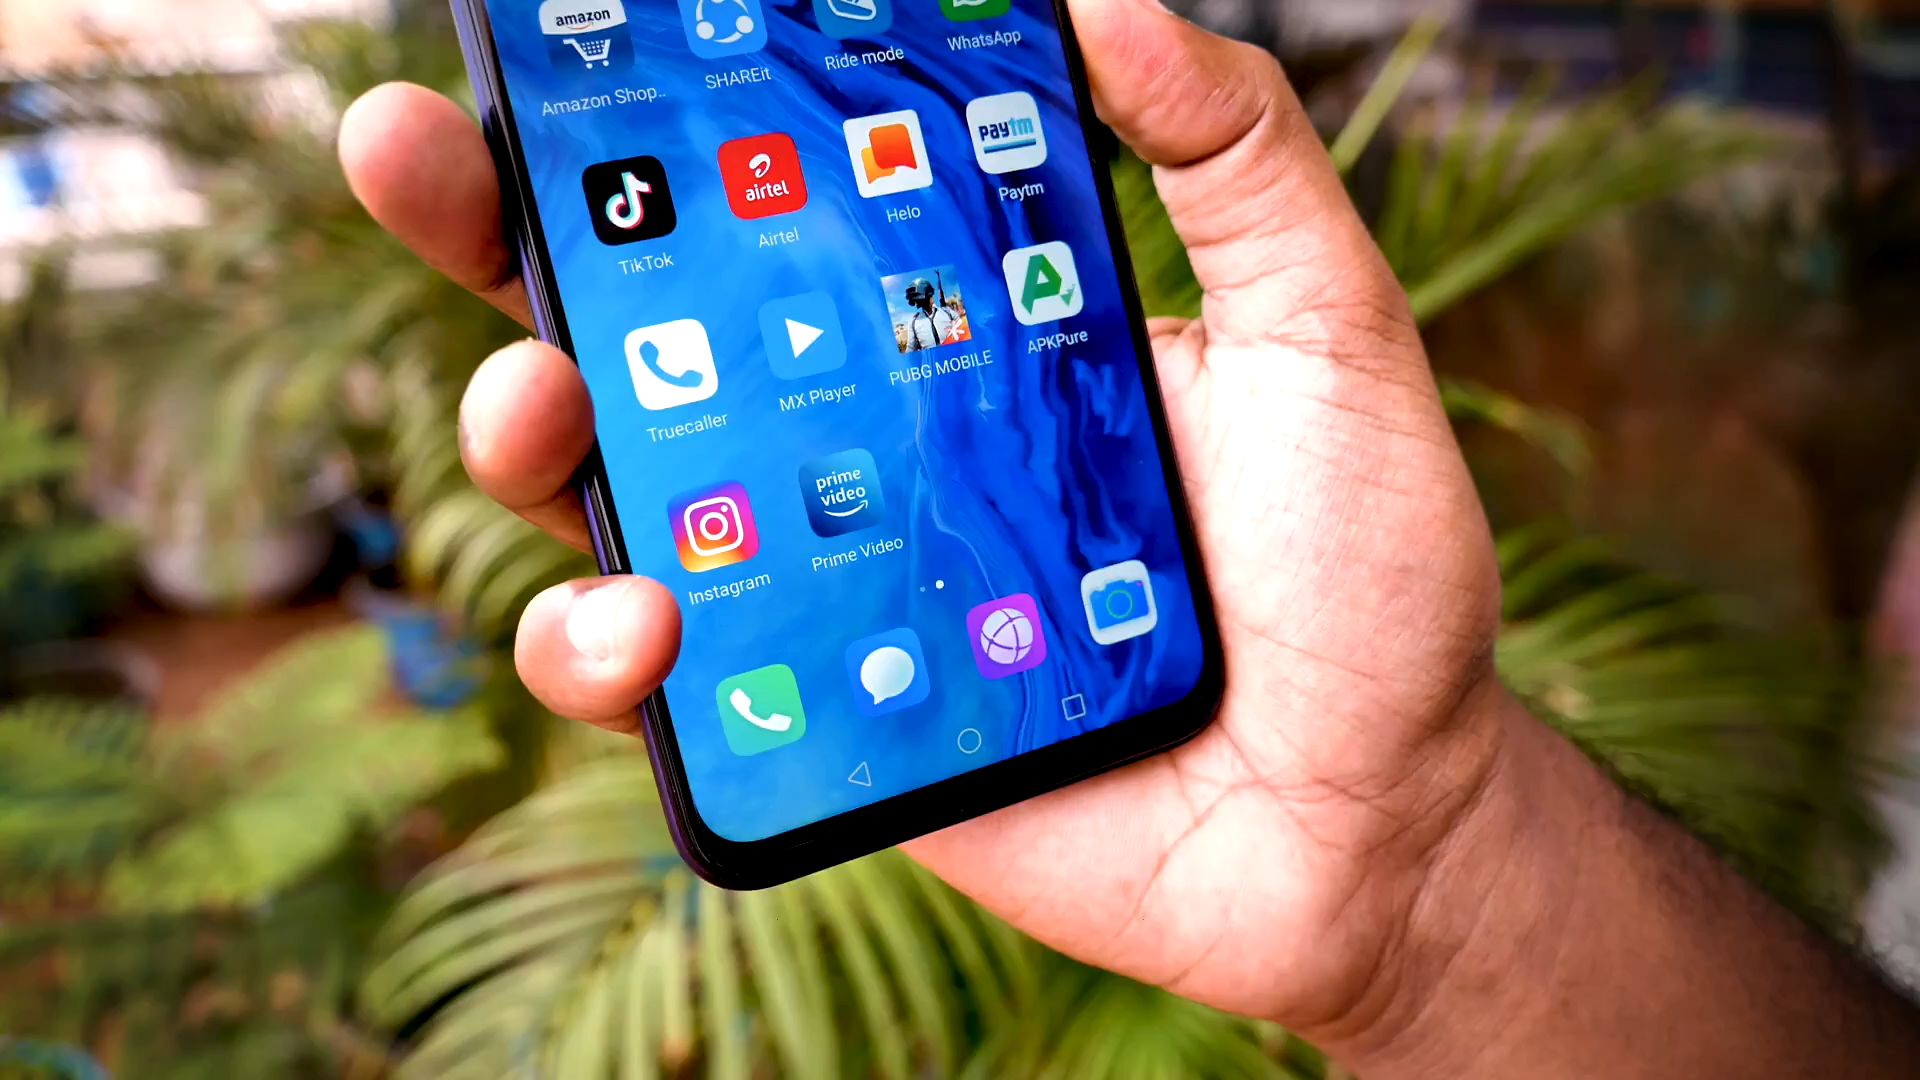 amazon
Amazon Shop..
SHAREit
Ride mode
WhatsApp
TikTok
airtel
Airtel
Helo
Paytm
Paytm
Truecaller
MX Player
PUBG MOBILE
APKPure
Instagram
prime
video
Prime Video